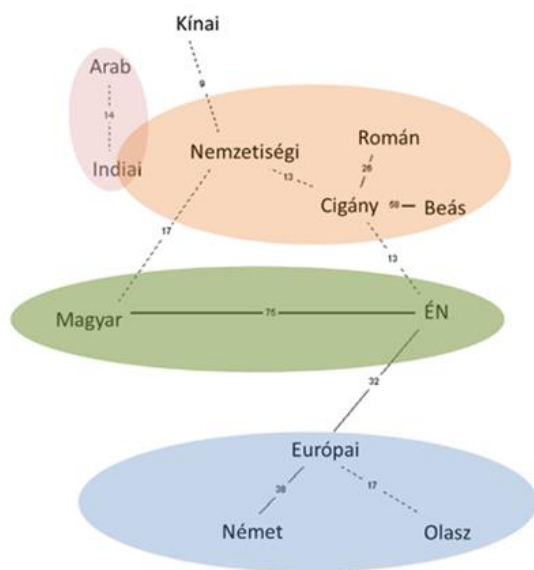 Kínai
Arab
9
14
Román
Nemzetiségi
Indiai
26
13
Cigány 58 Beás
17
13
Magyar 75 ÉN
32
Európai
38
17
Német
Olasz